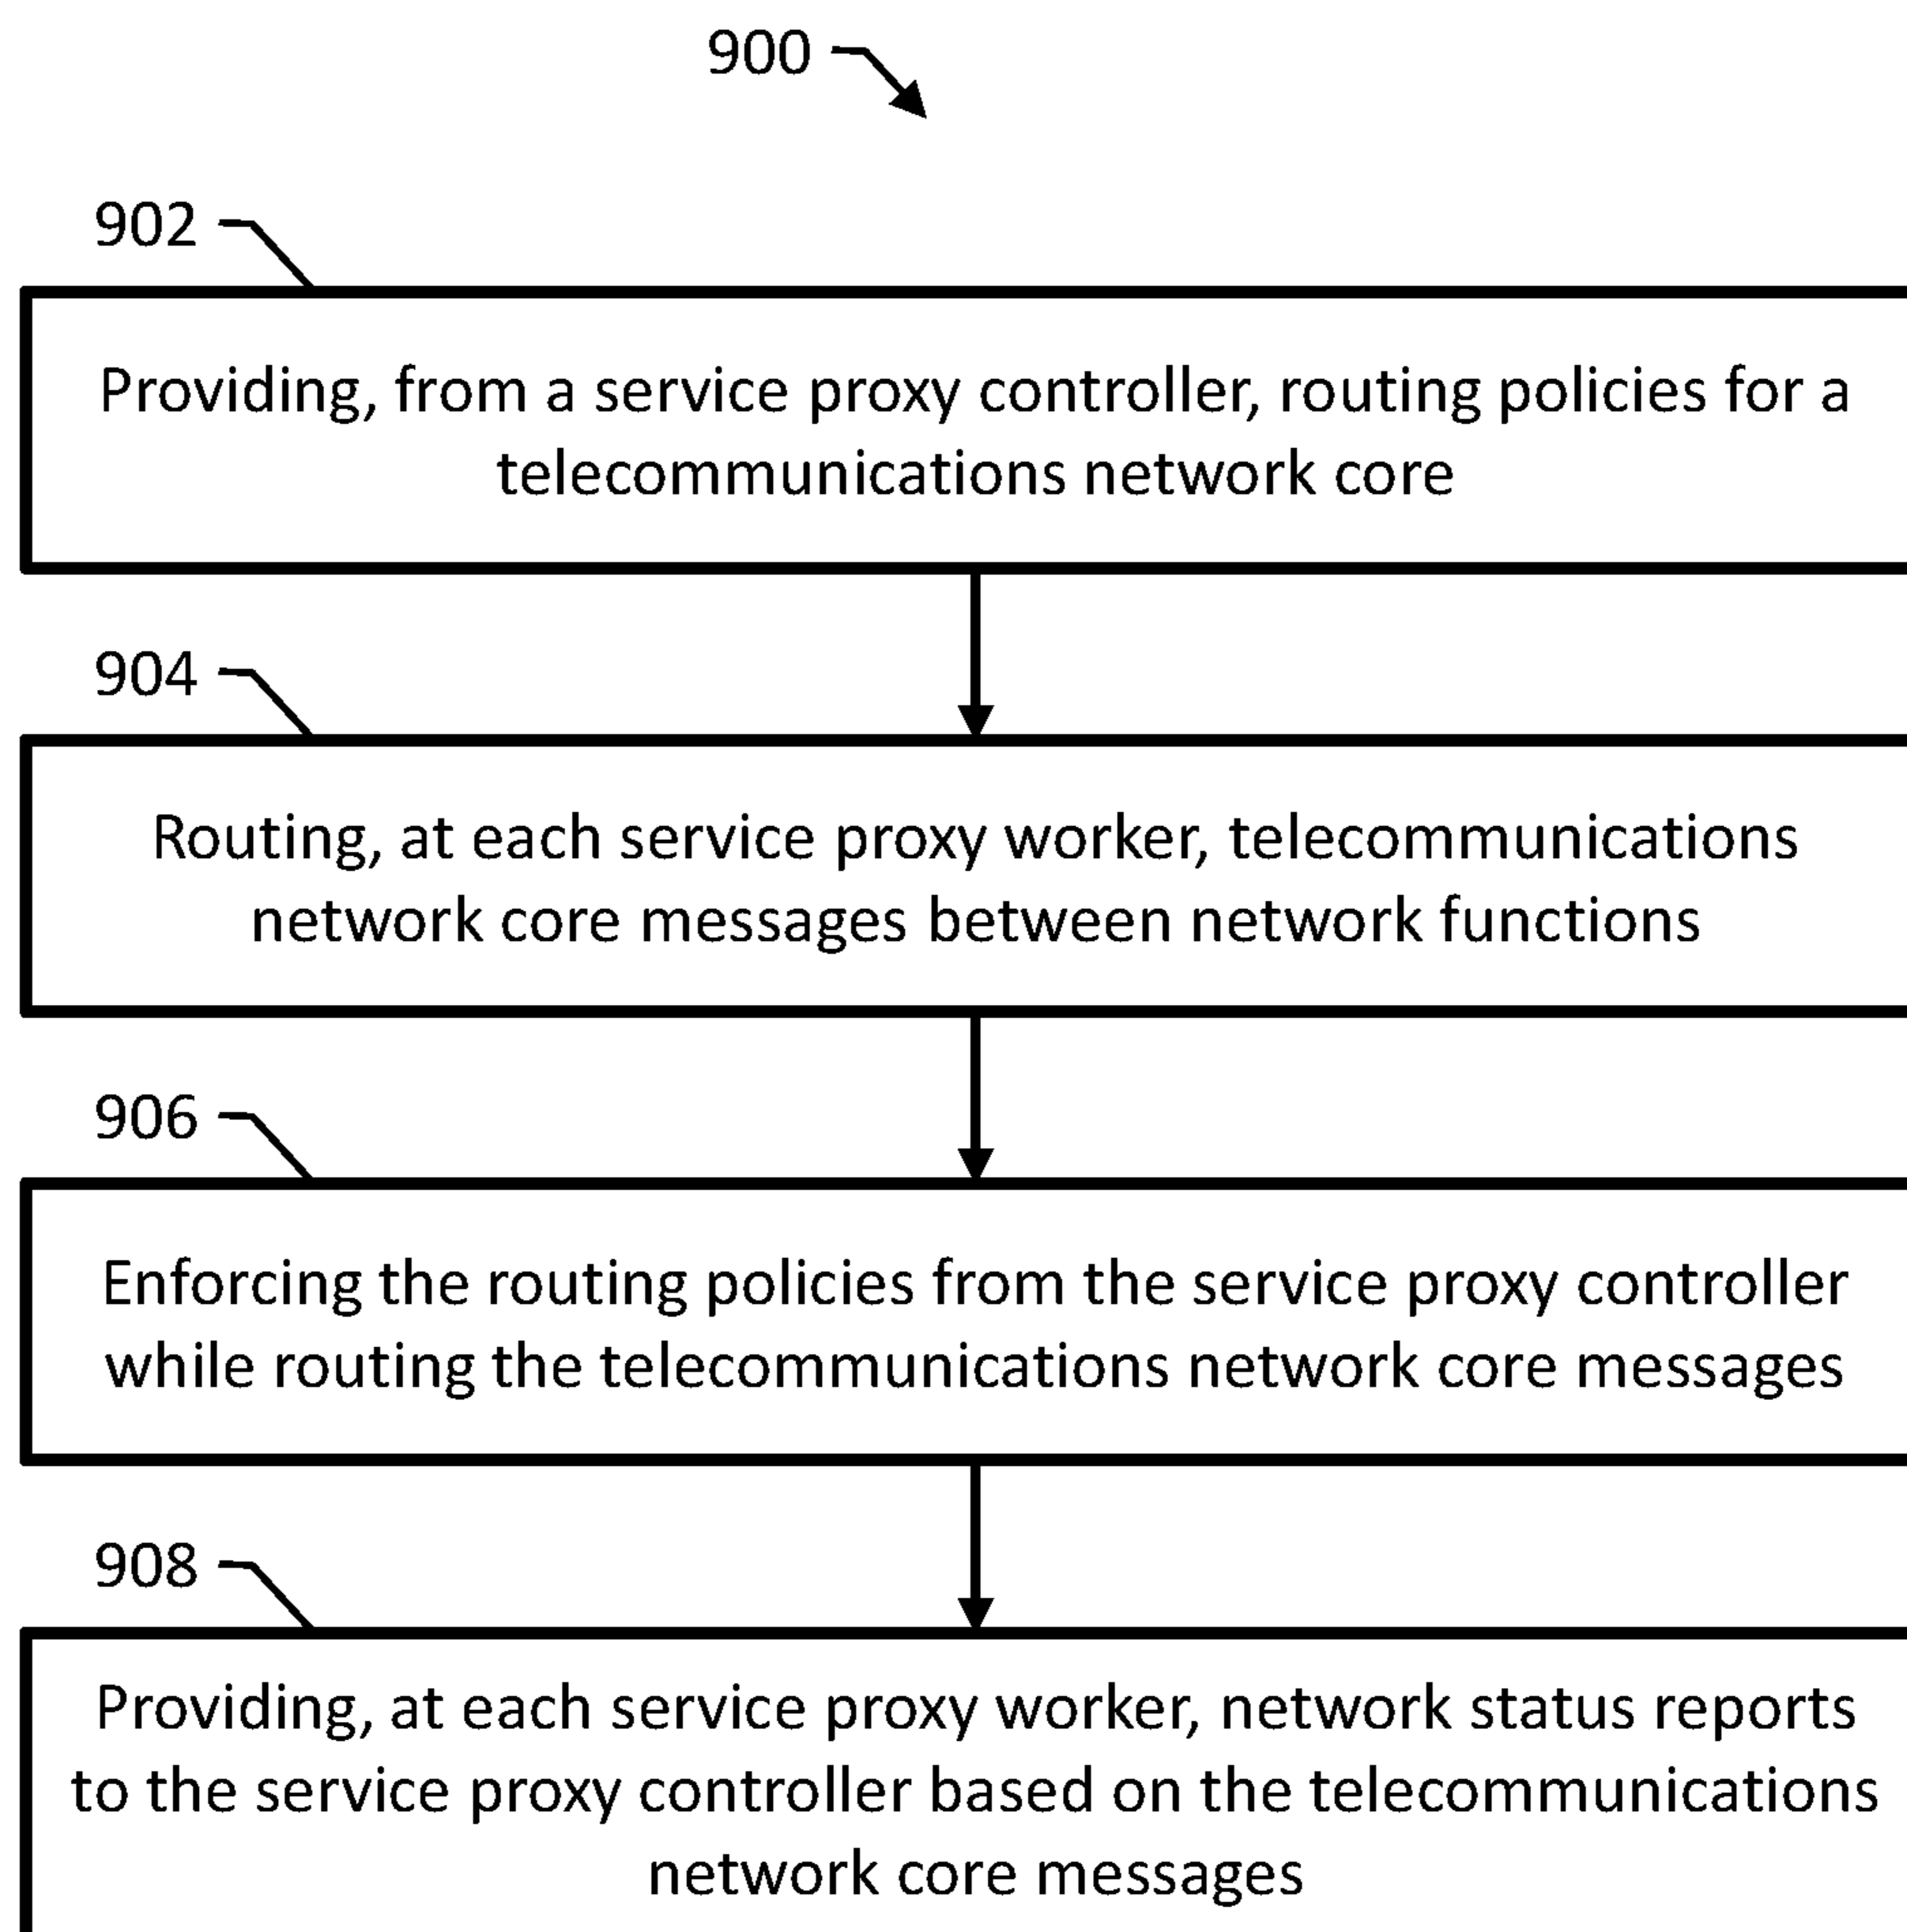 900
902
Providing, from a service proxy controller, routing policies for a
telecommunications network core
904
Routing, at each service proxy worker, telecommunications
network core messages between network functions
906
Enforcing the routing policies from the service proxy controller
while routing the telecommunications network core messages
908
Providing, at each service proxy worker, network status reports
to the service proxy controller based on the telecommunications
network core messages